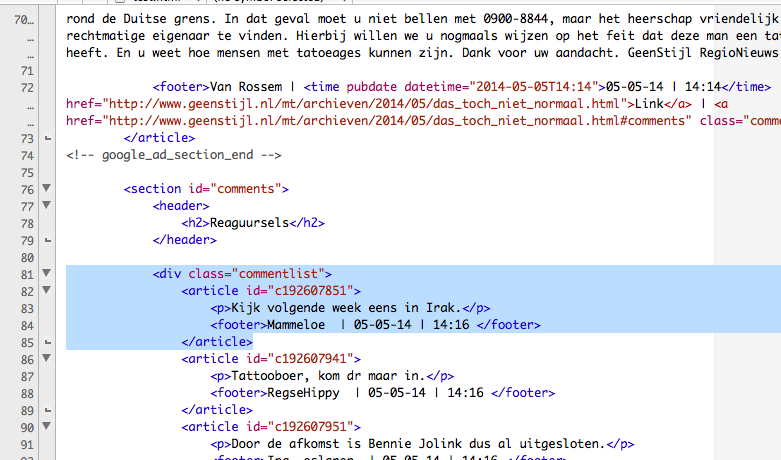 70… rond de Duitse grens. In dat geval moet u niet bellen met 0900-8844, maar het heerschap vriendelijk
… rechtmatige eigenaar te vinden. Hierbij willen we u nogmaals wijzen op het feit dat deze man een tat
… heeft. En u weet hoe mensen met tatoeages kunnen zijn. Dank voor uw aandacht. GeenStijl RegioNieuws
71
72 <footer>Van Rossem | <time pubdate datetime="2014-05-05T14:14">05-05-14 | 14:14</time>
… href="http://www.geenstijl.nl/mt/archieven/2014/05/das_toch_niet_normaal.html">Link</a> | <a
… href="http://www.geenstijl.nl/mt/archieven/2014/05/das_toch_niet_normaal.html#comments" class="comme
73 </article>
74 <!-- google_ad_section_end -->
75
76 <section id="comments">
77 <header>
78 <h2>Reaguursels</h2>
79 </header>
80
81 <div class="commentlist">
82 <article id="c192607851">
83 <p>Kijk volgende week eens in Irak.</p>
84 <footer>Mammeloe | 05-05-14 | 14:16 </footer>
85 </article>
86 <article id="c192607941">
87 <p>Tattooboer, kom dr maar in.</p>
88 <footer>RegseHippy | 05-05-14 | 14:16 </footer>
89 </article>
90 <article id="c192607951">
91 <p>Door de afkomst is Bennie Jolink dus al uitgesloten.</p>